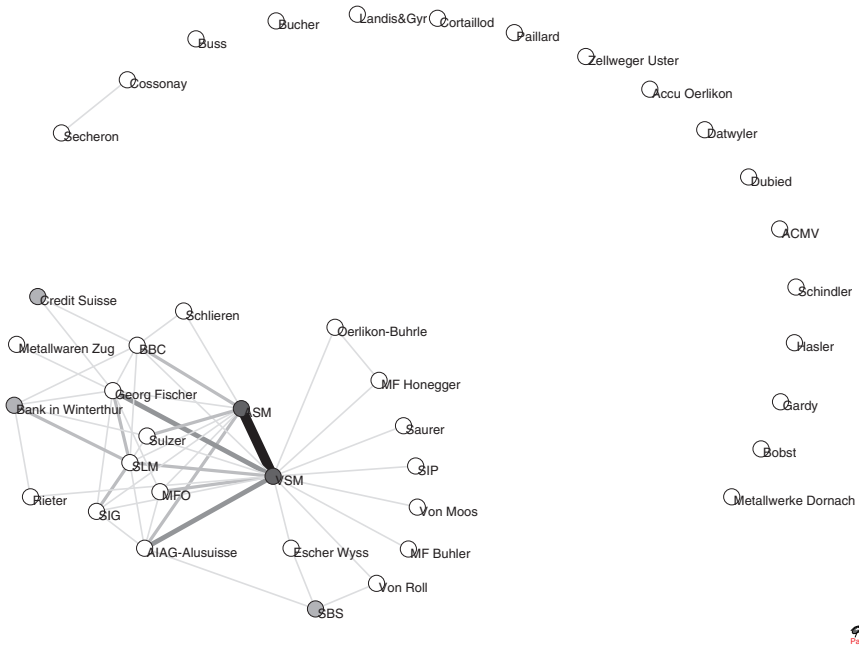 Landis&Gyr
Cortaillod
Bucher
Paillard
Buss
Zellweger Uster
Cossonay
Accu Oerlikon
Datwyler
Secheron
Dubied
ACMV
Schindler
Credit Suisse
Schlieren
Oerlikon-Buhrle
Hasler
Metallwaren Zug
BBC
MF Honegger
Georg Fischer
Gardy
Bank in Winterthur
ASM
Saurer
Sulzer
Bobst
SLM
SIP
VSM
MFO
Rieter
Metallwerke Dornach
SIG
Von Moos
AIAG-Alusuisse
Escher Wyss
MF Buhler
Von Roll
SBS
Pa